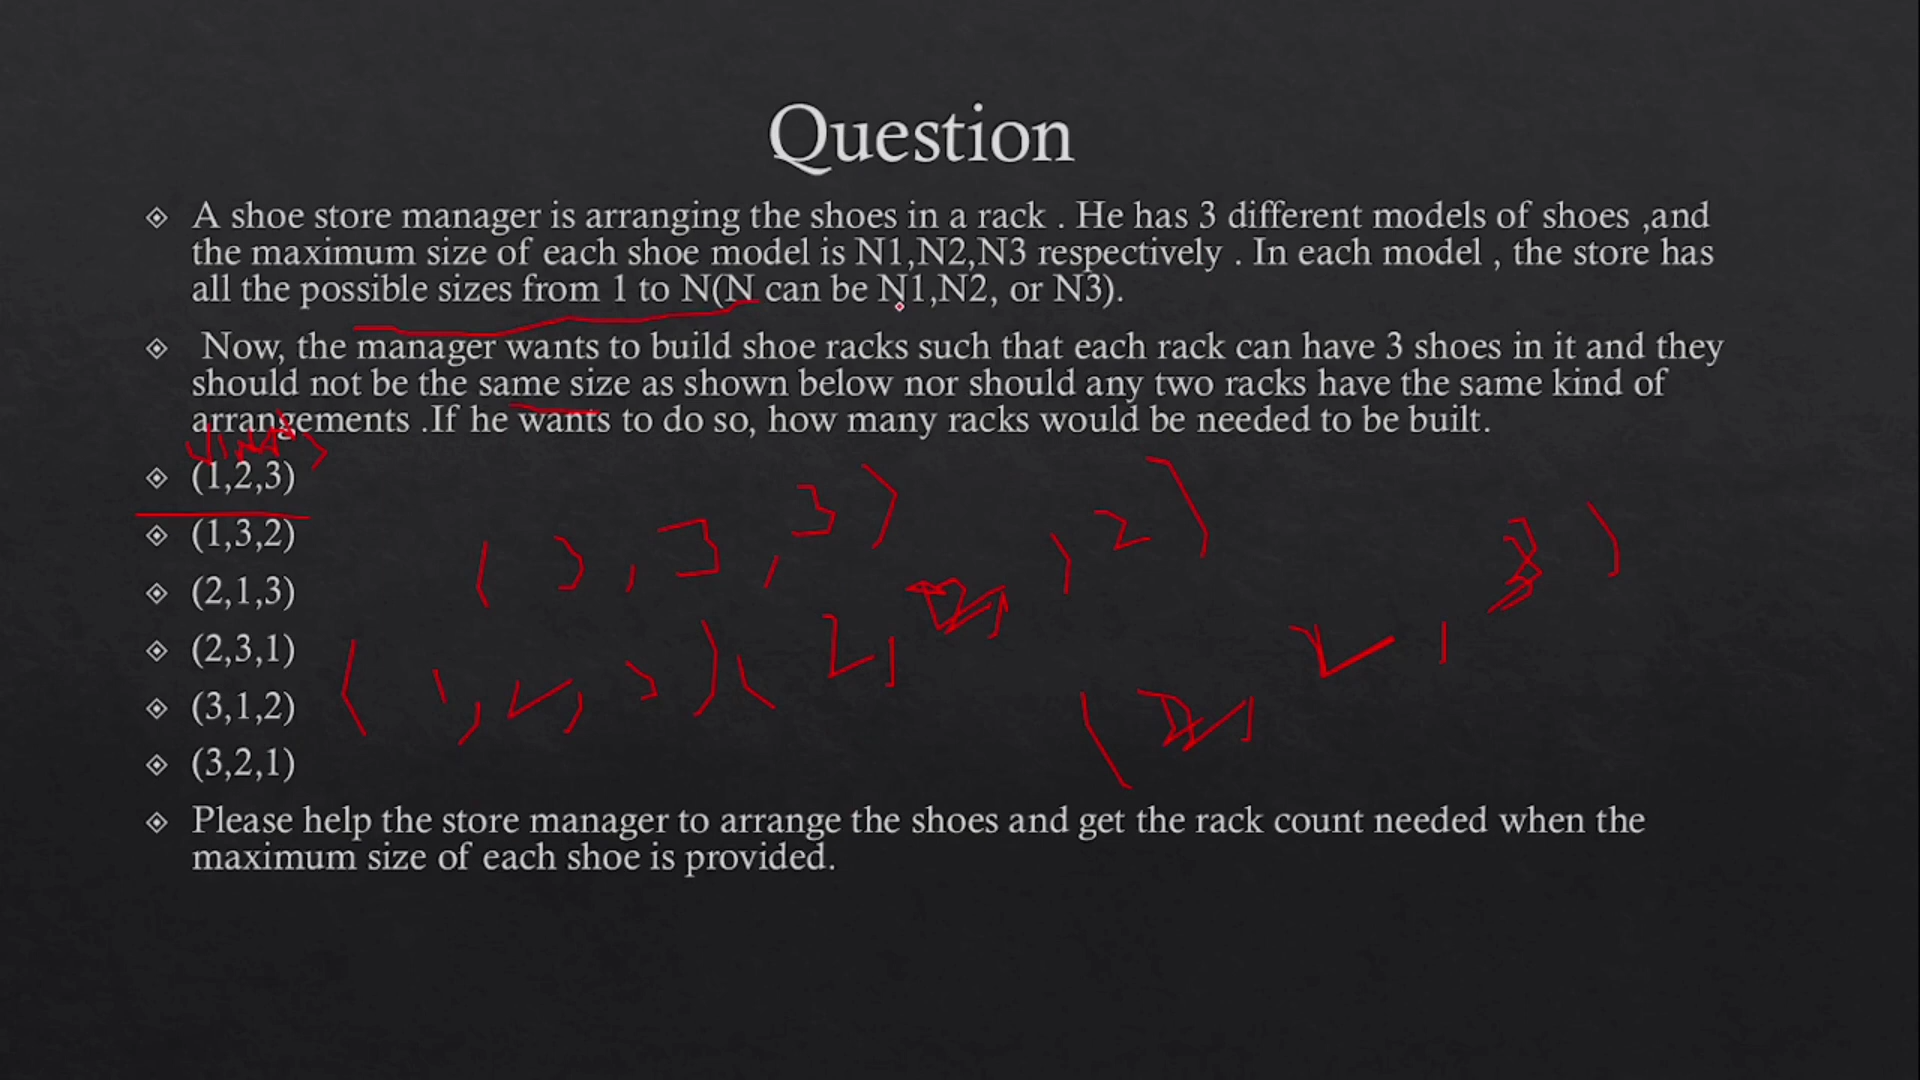 Question
A shoe store manager is arranging the shoes in a rack . He has 3 different models of shoes ,and
the maximum size of each shoe model is N1,N2,N3 respectively . In each model , the store has
all the possible sizes from 1 to N(N can be N1,N2, or N3).
Now, the manager wants to build shoe racks such that each rack can have 3 shoes in it and they
should not be the same size as shown below nor should any two racks have the same kind of
arrangements .If he wants to do so, how many racks would be needed to be built.
(1,2,3)
(1,3,2)
(2,1,3)
(2,3,1)
(3,1,2)
(3,2,1)
Please help the store manager to arrange the shoes and get the rack count needed when the
maximum size of each shoe is provided.